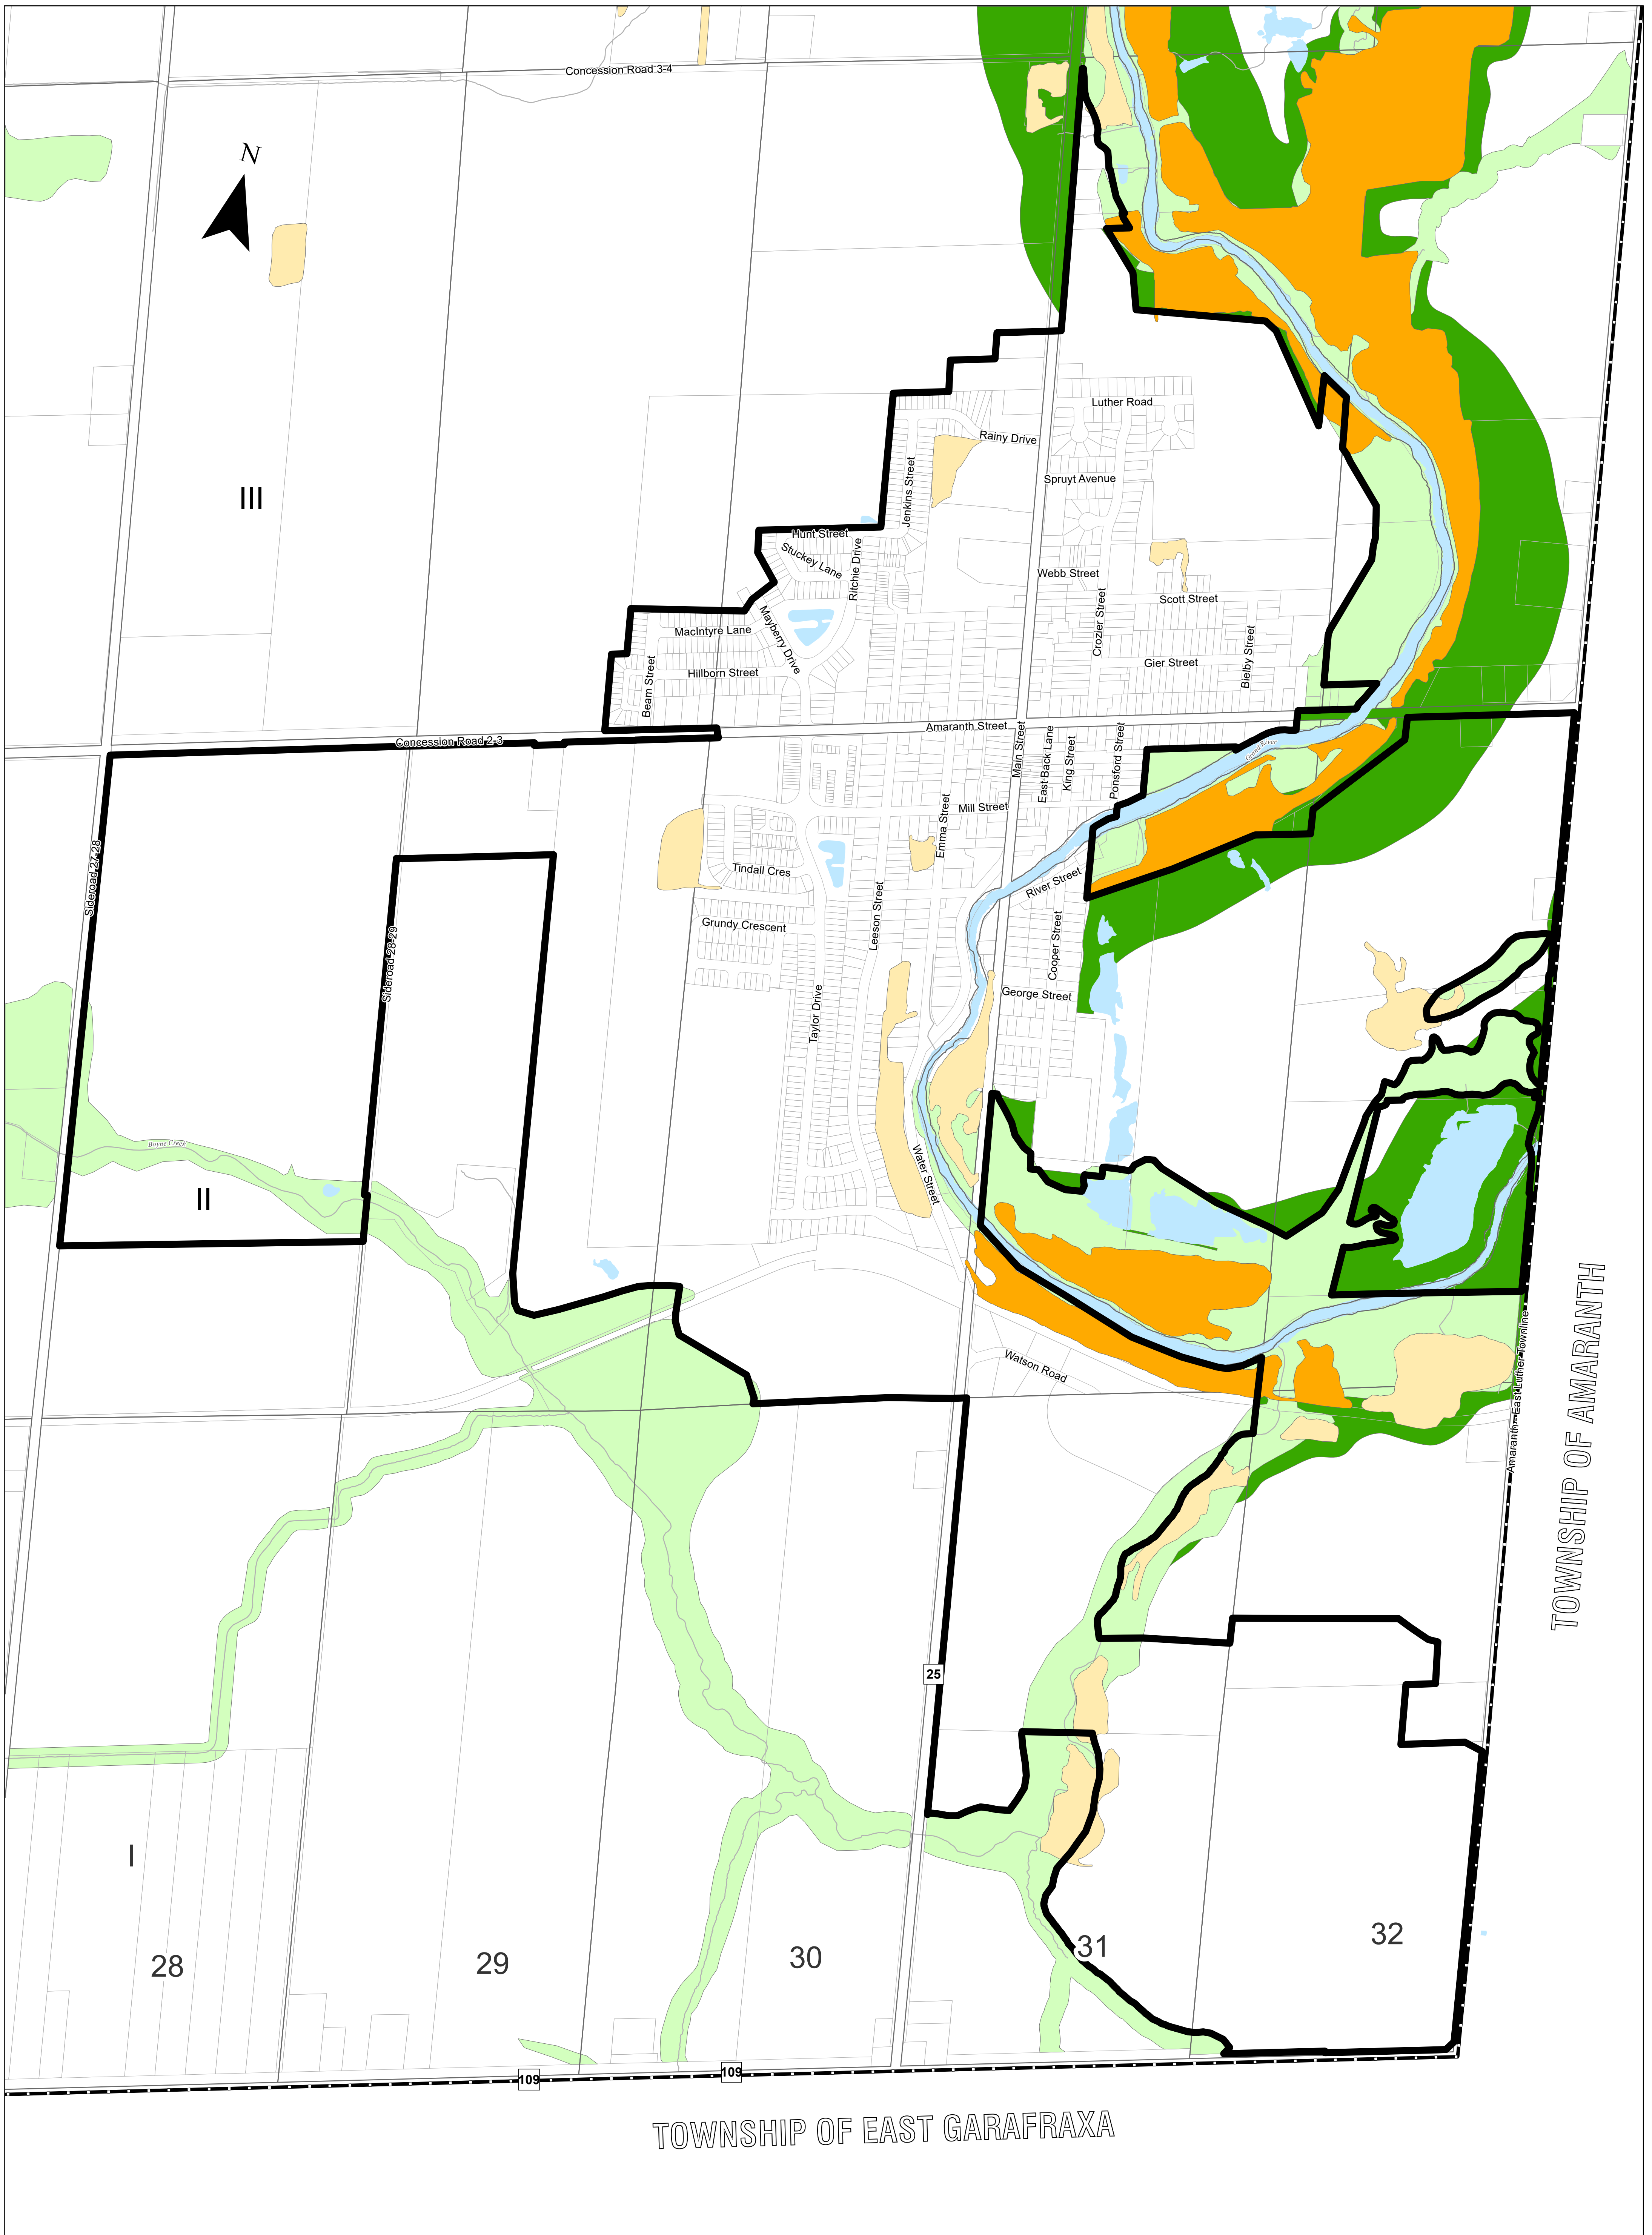 Concession Road 3-4
N
Luther Road
Rainy Drive
Jenkins Street
Spruyt Avenue
III
Hunt Street
Stuckey Lane
Ritchie Drive
Webb Street
Scott Street
Crozier Street
MacIntyre Lane
Mayberry Drive
Hillborn Street
Beam Street
Gier Street
Bielby Street
Amaranth Street
Concession Road 2-3
Main Street
East Back Lane
King Street
Ponsford Street
Grand River
Mill Street
Emma Street
Sideroad 27-28
Tindall Cres
River Street
Grundy Crescent
Leeson Street
Cooper Street
Sideroad 28-29
George Street
Taylor Drive
Boyne Creek
Water Street
II
Watson Road
Amaranth - East Luther Townline
TOWNSHIP OF AMARANTH
25
I
28
29
30
31
32
109
109
TOWNSHIP OF EAST GARAFRAXA